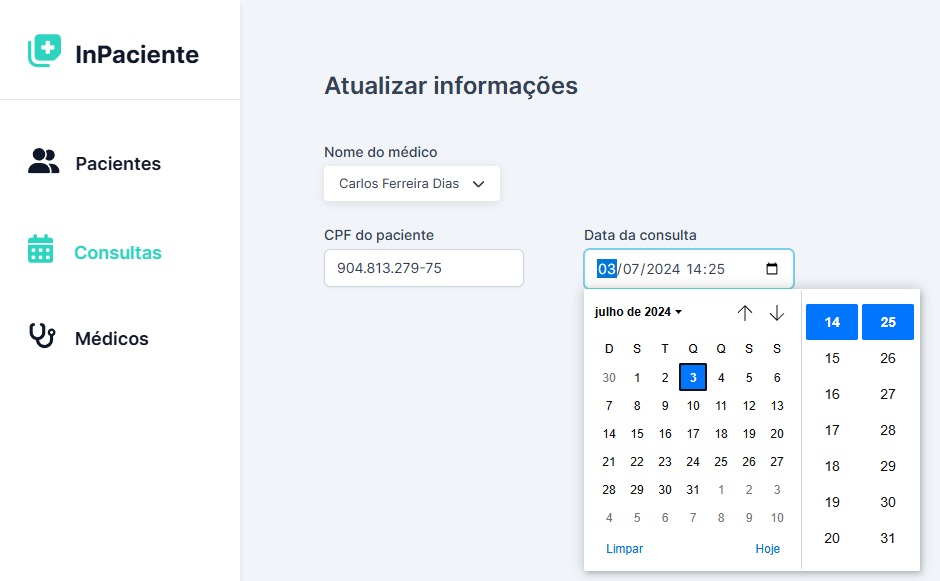 InPaciente
Pacientes
Consultas
Médicos
Atualizar informações
Nome do médico
Carlos Ferreira Dias
CPF do paciente
904.813.279-75
Data da consulta
03/07/2024 14:25
julho de 2024
D S T Q Q S S
30 1 2 3 4 5 6
7 8 9 10 11 12 13
14 15 16 17 18 19 20
21 22 23 24 25 26 27
28 29 30 31 1 2 3
4 5 6 7 8 9 10
Limpar Hoje
14 25
15 26
16 27
17 28
18 29
19 30
20 31